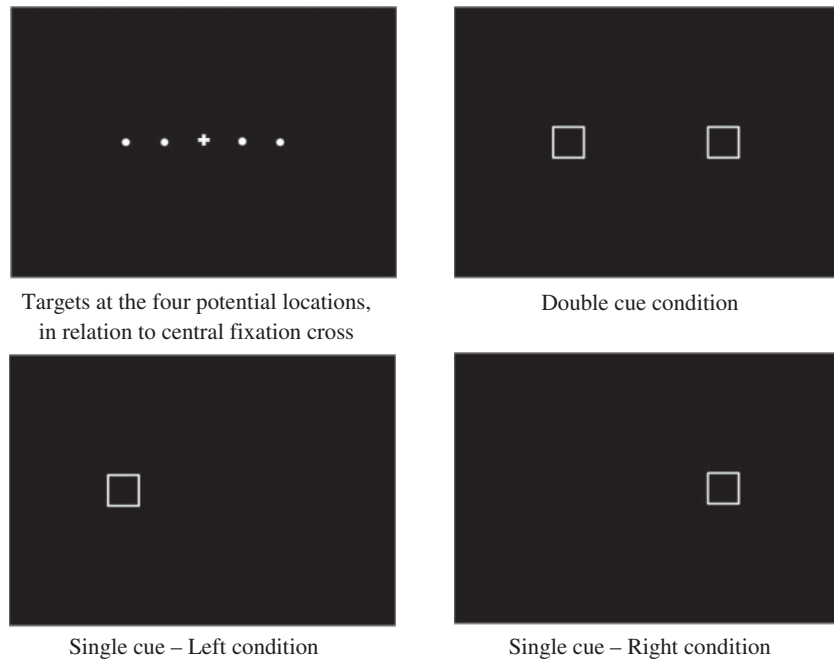 Targets at the four potential locations,
in relation to central fixation cross
Double cue condition
Single cue – Left condition
Single cue – Right condition